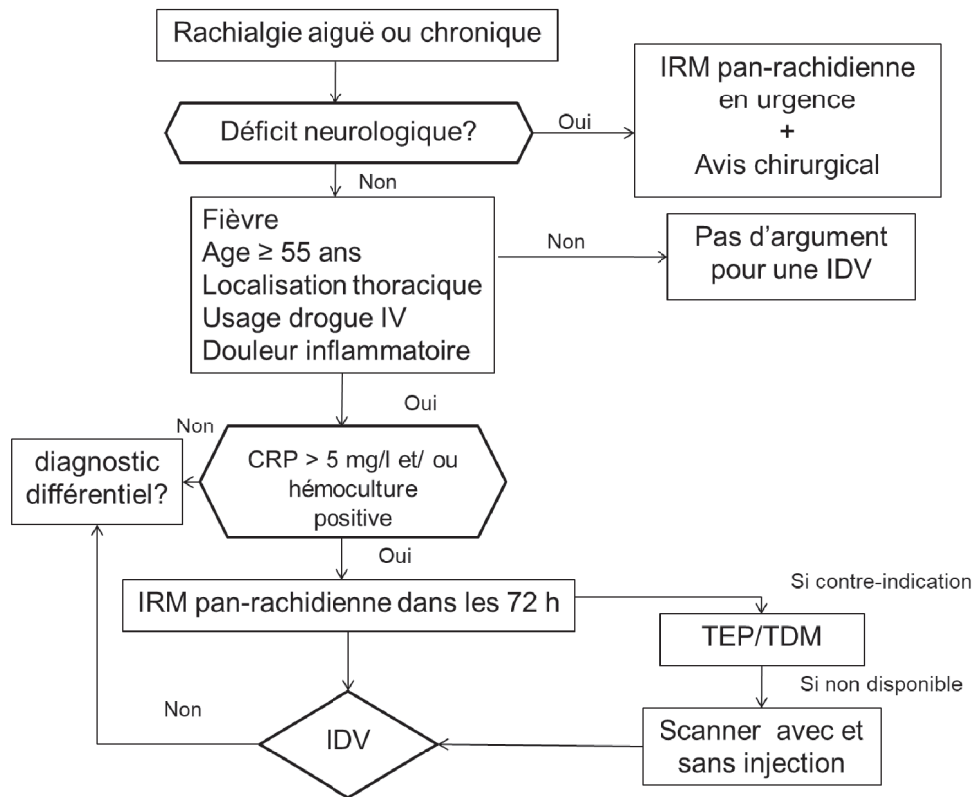 Rachialgie aiguë ou chronique
IRM pan-rachidienne
en urgence
+
Avis chirurgical
Déficit neurologique?
Oui
Non
Fièvre
Age ≥ 55 ans
Localisation thoracique
Usage drogue IV
Douleur inflammatoire
Non
Pas d’argument
pour une IDV
Oui
Non
diagnostic
différentiel?
CRP > 5 mg/l et/ ou
hémoculture
positive
Oui
IRM pan-rachidienne dans les 72 h
Si contre-indication
TEP/TDM
Si non disponible
Scanner avec et
sans injection
Non
IDV